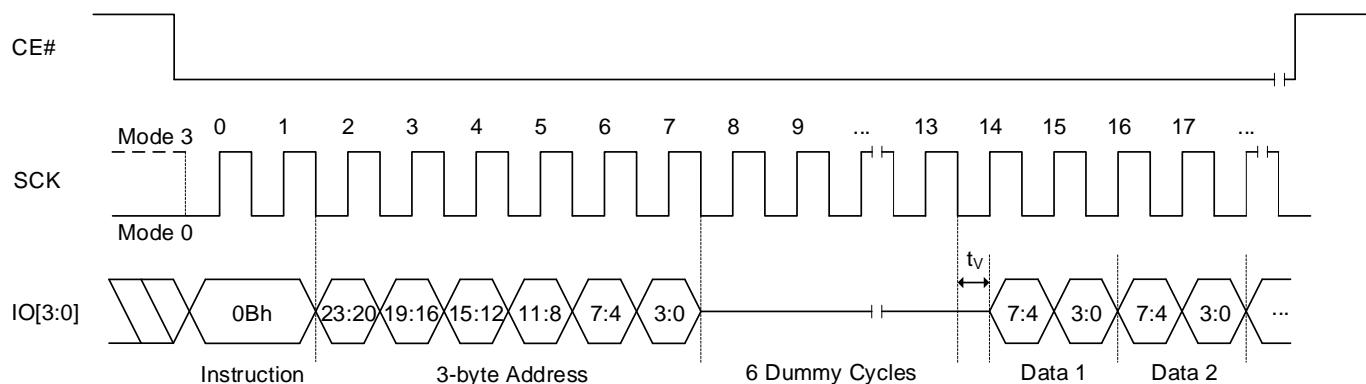 CE#
0 1 2 3 4 5 6 7 8 9 ... 13 14 15 16 17 ...
Mode 3
SCK
Mode 0
tV
IO[3:0] 0Bh 23:20 19:16 15:12 11:8 7:4 3:0 7:4 3:0 7:4 3:0 ...
Instruction 3-byte Address 6 Dummy Cycles Data 1 Data 2